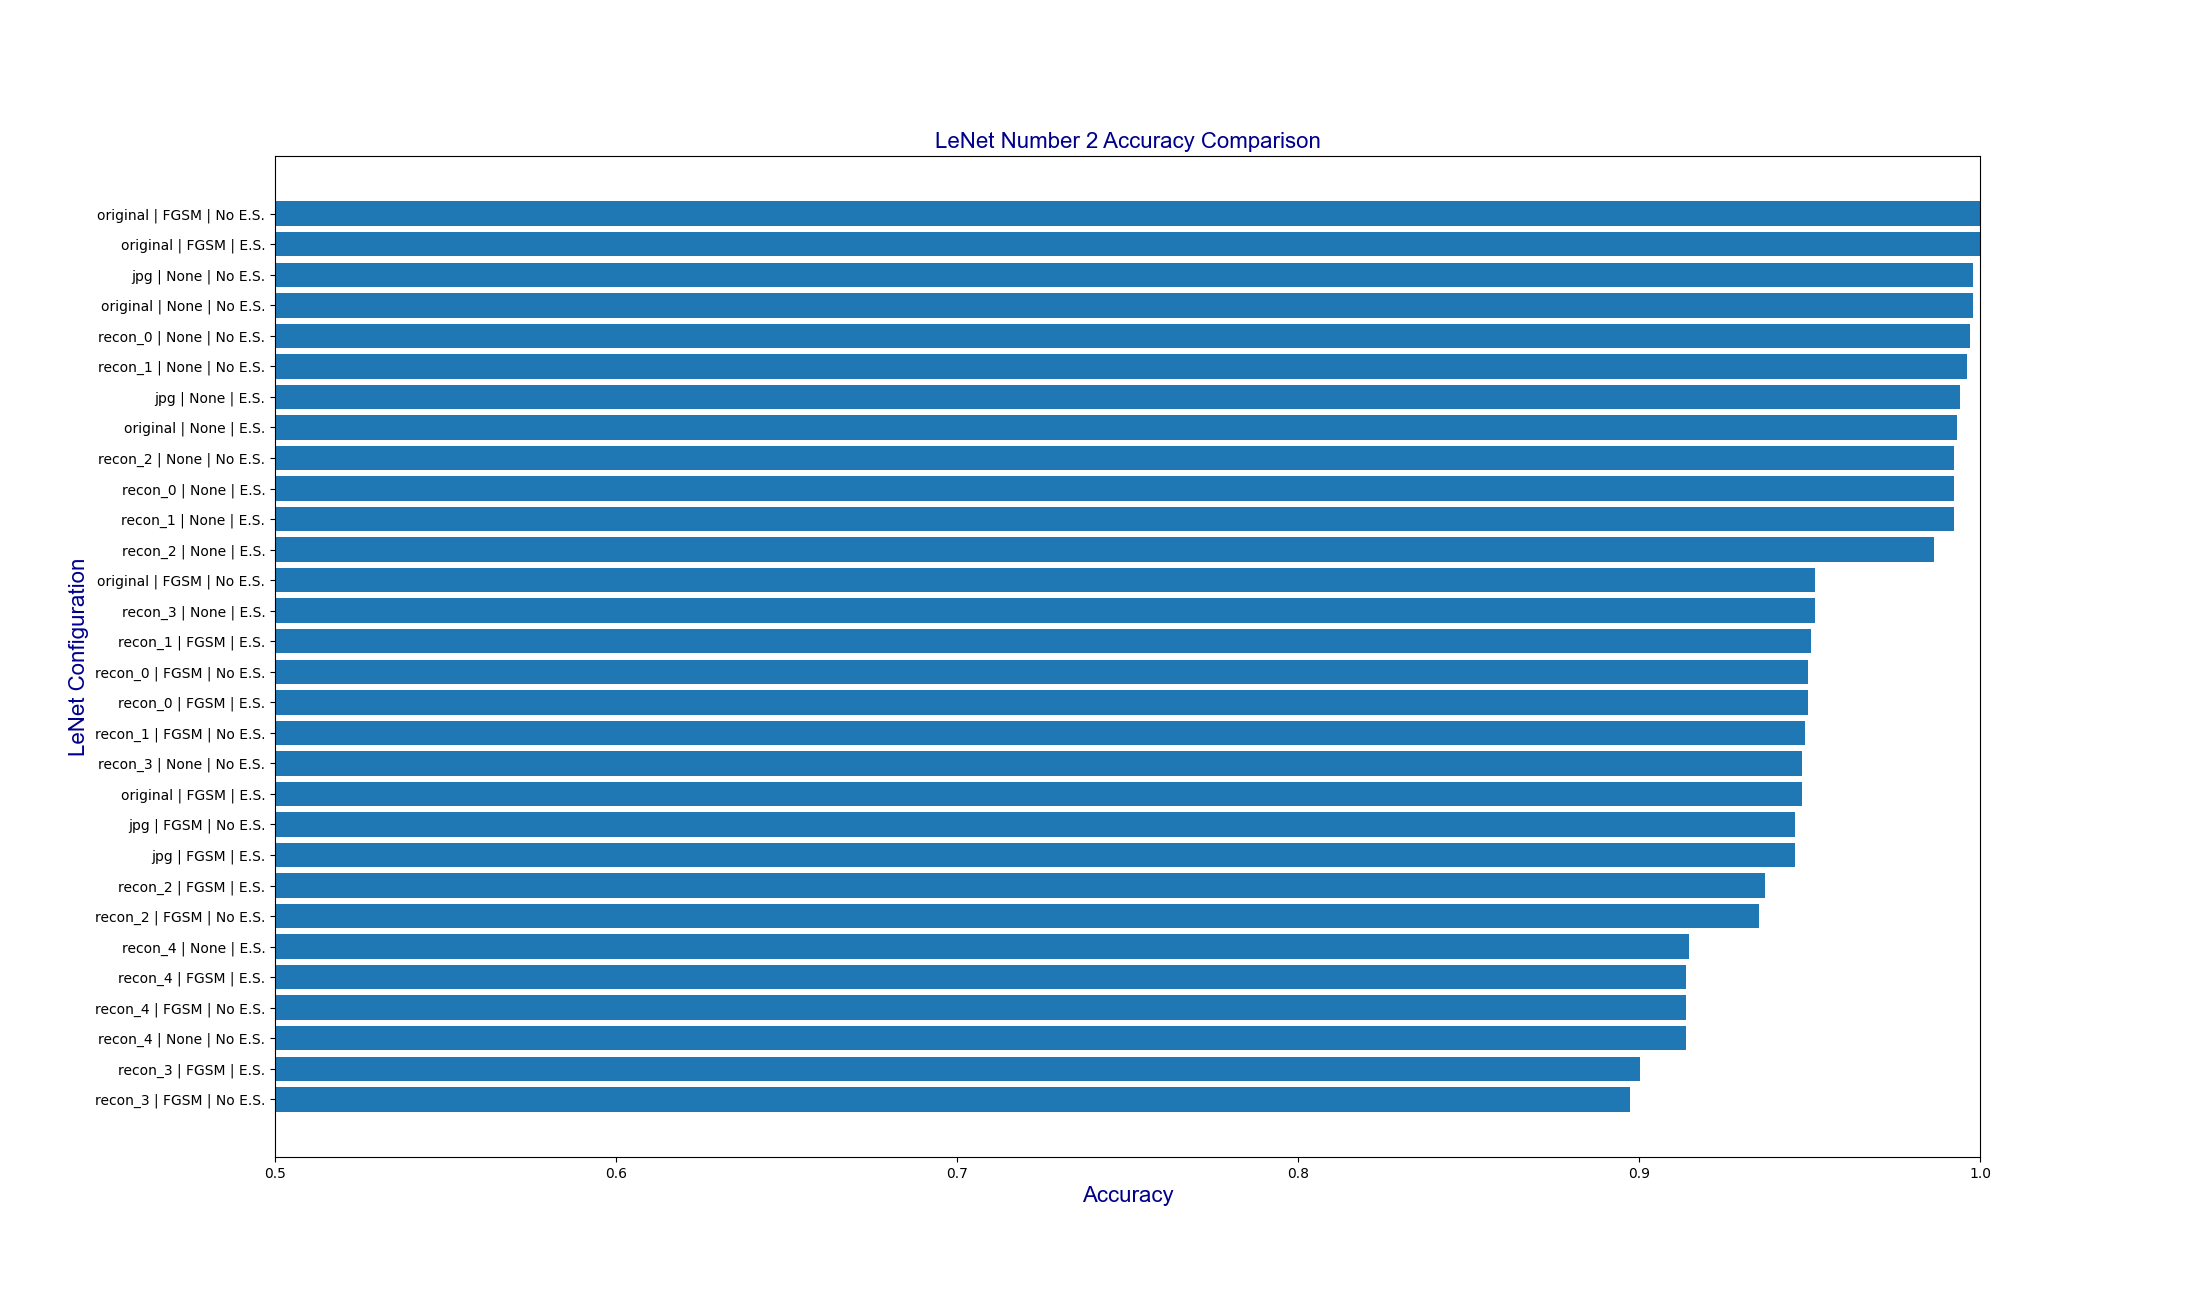 LeNet Number 2 Accuracy Comparison
LeNet Configuration
original | FGSM | No E.S.
original | FGSM | E.S.
jpg | None | No E.S.
original | None | No E.S.
recon_0 | None | No E.S.
recon_1 | None | No E.S.
jpg | None | E.S.
original | None | E.S.
recon_2 | None | No E.S.
recon_0 | None | E.S.
recon_1 | None | E.S.
recon_2 | None | E.S.
original | FGSM | No E.S.
recon_3 | None | E.S.
recon_1 | FGSM | E.S.
recon_0 | FGSM | No E.S.
recon_0 | FGSM | E.S.
recon_1 | FGSM | No E.S.
recon_3 | None | No E.S.
original | FGSM | E.S.
jpg | FGSM | No E.S.
jpg | FGSM | E.S.
recon_2 | FGSM | E.S.
recon_2 | FGSM | No E.S.
recon_4 | None | E.S.
recon_4 | FGSM | E.S.
recon_4 | FGSM | No E.S.
recon_4 | None | No E.S.
recon_3 | FGSM | E.S.
recon_3 | FGSM | No E.S.
0.5 0.6 0.7 0.8 0.9 1.0
Accuracy